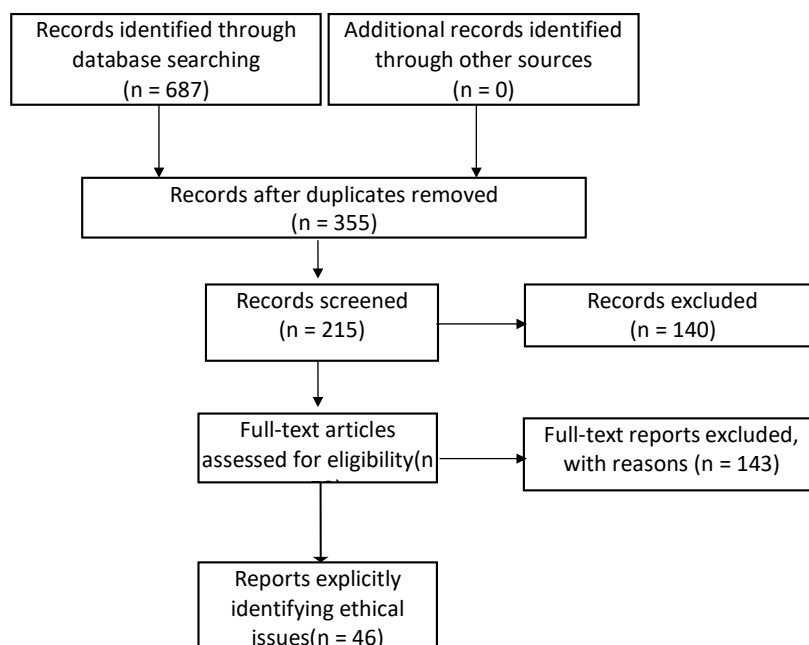 Records identified through
database searching
(n = 687)
Additional records identified
through other sources
(n = 0)
Records after duplicates removed
(n = 355)
Records screened
(n = 215)
Records excluded
(n = 140)
Full-text articles
assessed for eligibility(n
Full-text reports excluded,
with reasons (n = 143)
Reports explicitly
identifying ethical
issues(n = 46)